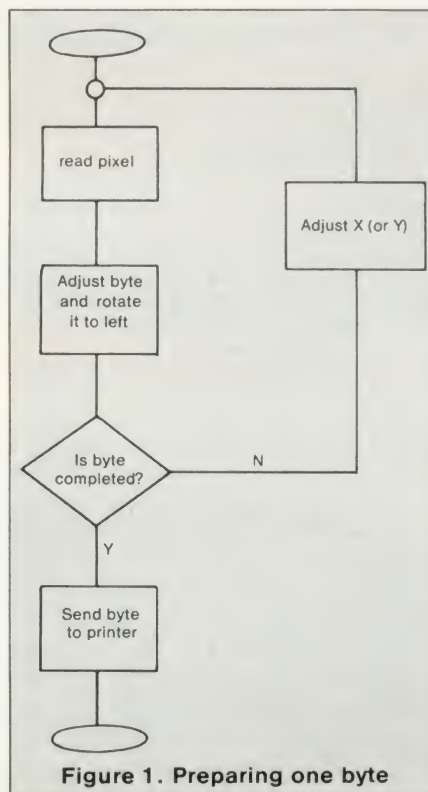 read pixel
Adjust byte
and rotate
it to left
Is byte
completed?
N
Adjust X (or Y)
Y
Send byte
to printer
Figure 1. Preparing one byte